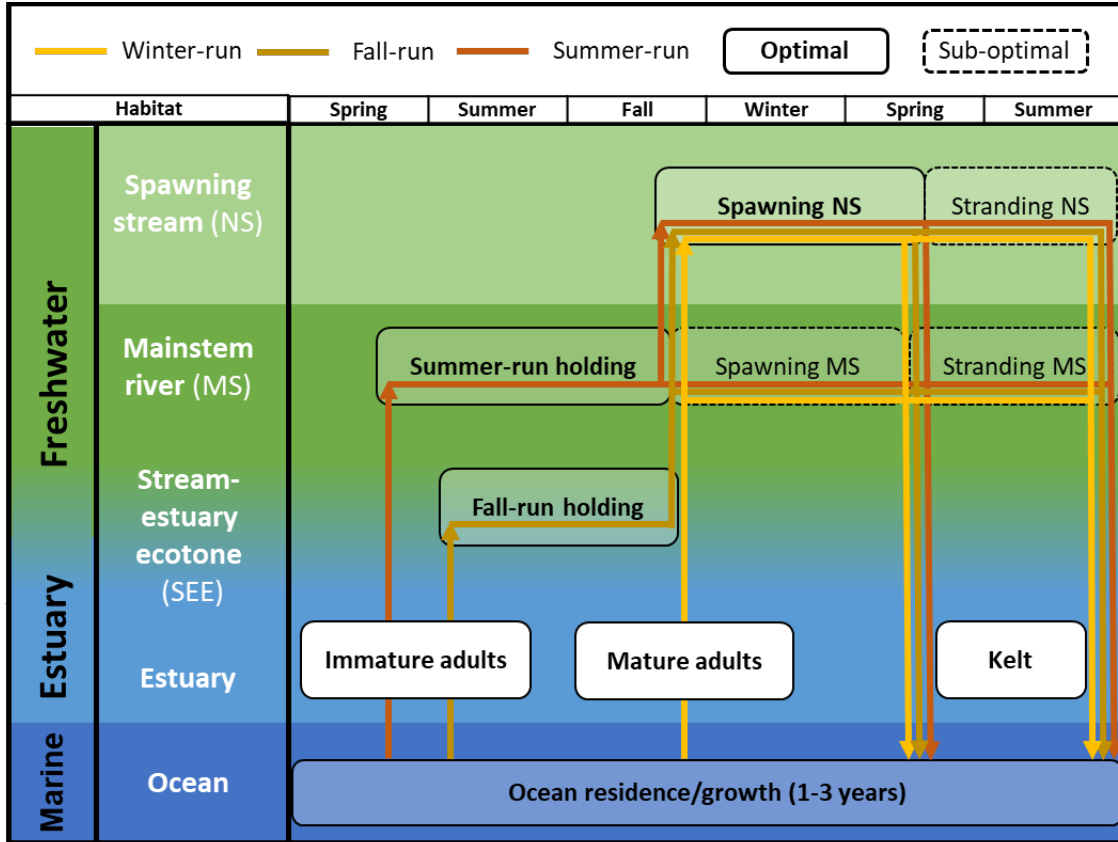 Winter-run Fall-run Summer-run Optimal Sub-optimal
Habitat Spring Summer Fall Winter Spring Summer
Freshwater
Estuary
Marine
Spawning
stream (NS)
Spawning NS Stranding NS
Mainstem
river (MS)
Summer-run holding Spawning MS Stranding MS
Stream-
estuary
ecotone
(SEE)
Fall-run holding
Estuary
Immature adults Mature adults Kelt
Ocean
Ocean residence/growth (1-3 years)